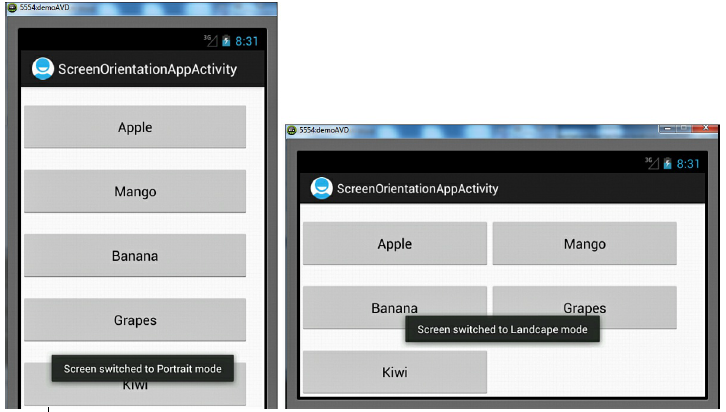 5554:demoAVD
3G 8:31
ScreenOrientationAppActivity
Apple
Mango
Banana
Grapes
Screen switched to Portrait mode
Kiwi
5554:demoAVD
3G 8:31
ScreenOrientationAppActivity
Apple Mango
Banana Grapes
Screen switched to Landcape mode
Kiwi